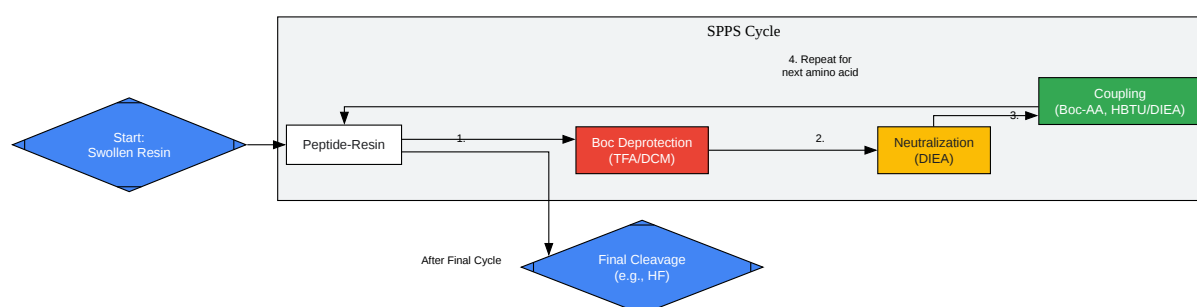 SPPS Cycle
4. Repeat for
next amino acid
Coupling
(Boc-AA, HBTU/DIEA)
3.
Start:
Swollen Resin
Peptide-Resin
1.
Boc Deprotection
(TFA/DCM)
2.
Neutralization
(DIEA)
After Final Cycle
Final Cleavage
(e.g., HF)